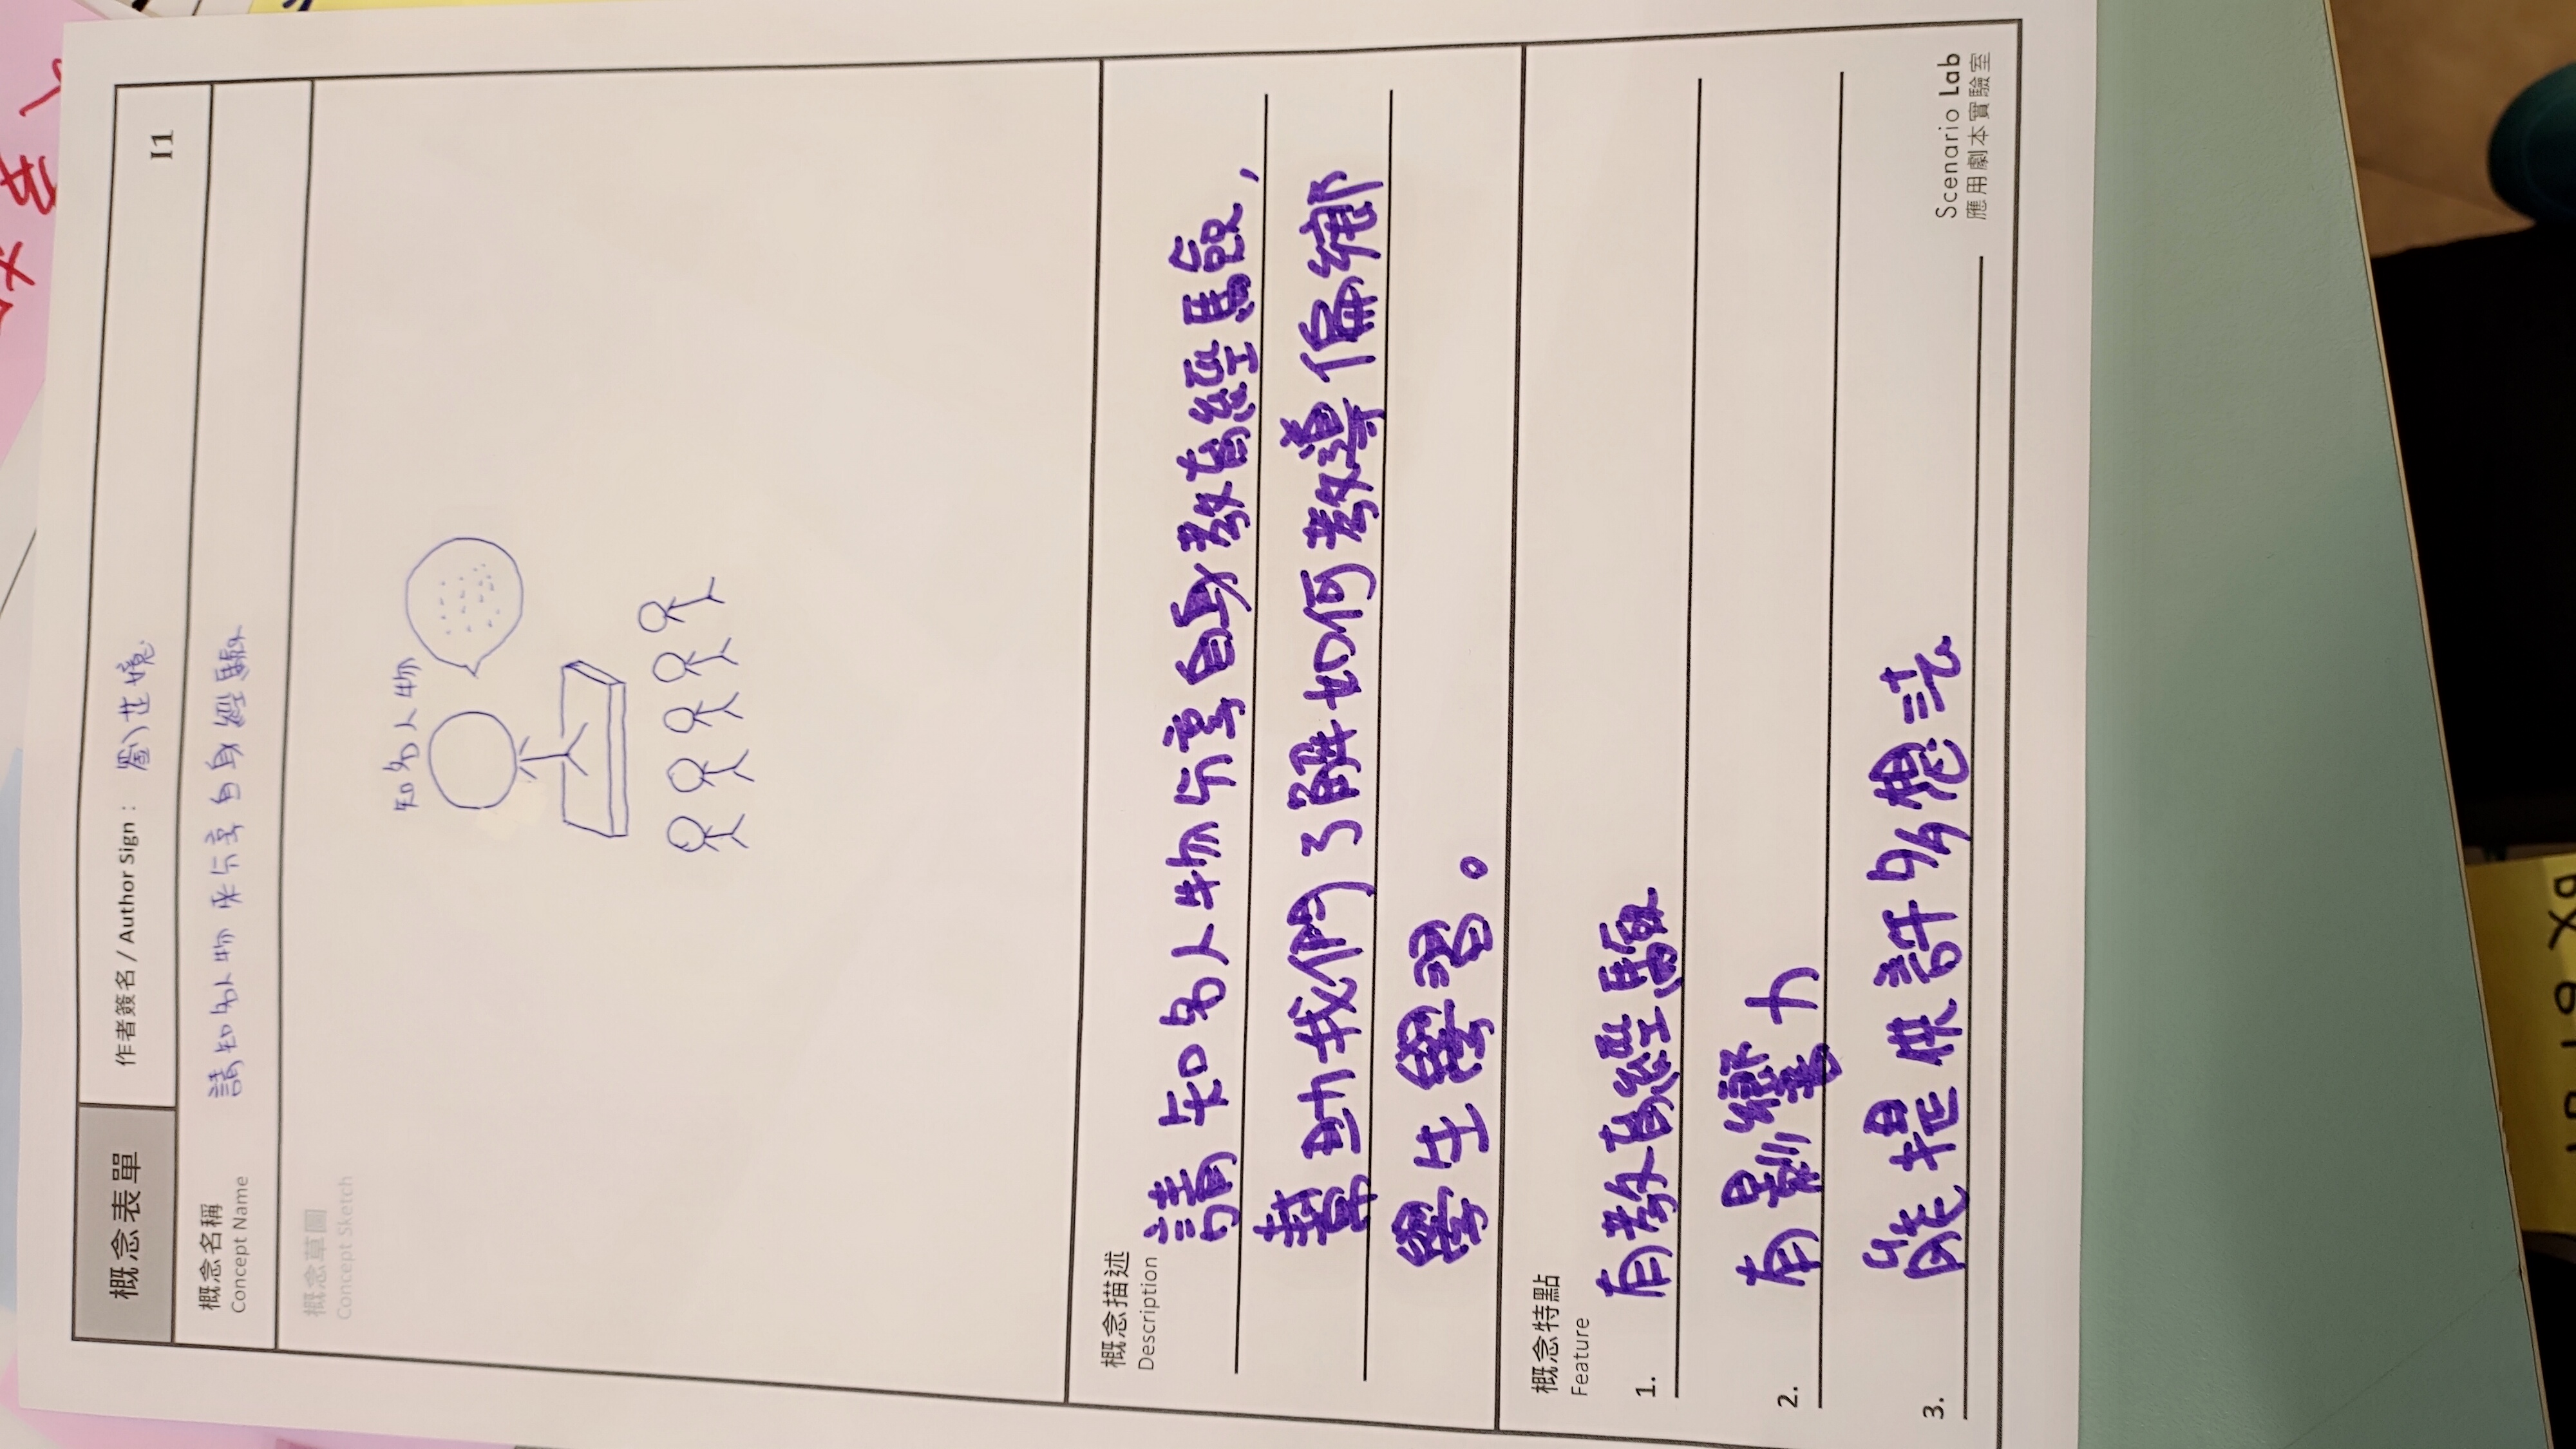 概念表單
作者簽名 / Author Sign：
I1
概念名稱
Concept Name
請知名人物來分享自身經驗
概念草圖
Concept Sketch
知名人物
概念描述
Description
請知名人物分享自身教育經驗，
幫助我們了解如何教導偏鄉
學生學習。
概念特點
Feature
1. 有教育經驗
2. 有影響力
3. 能提供許多想法
Scenario Lab
應用劇本實驗室